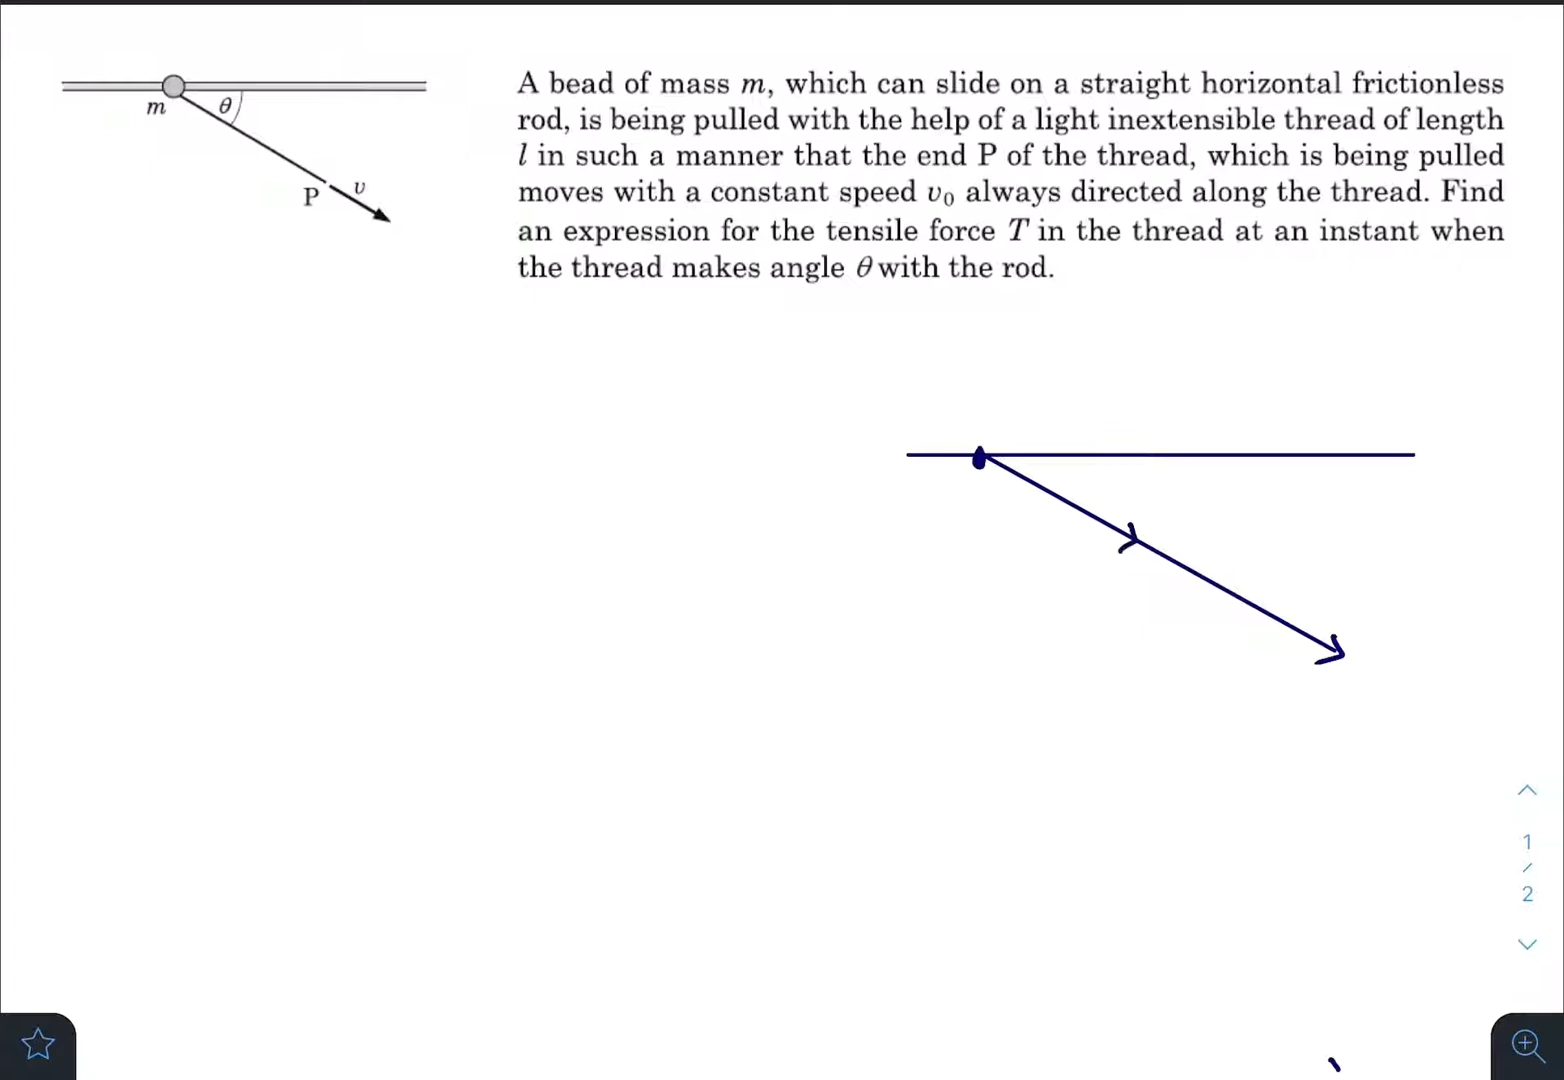 A bead of mass m, which can slide on a straight horizontal frictionless
rod, is being pulled with the help of a light inextensible thread of length
l in such a manner that the end P of the thread, which is being pulled
moves with a constant speed v₀ always directed along the thread. Find
an expression for the tensile force T in the thread at an instant when
the thread makes angle θ with the rod.
m
θ
P
v
1
/
2